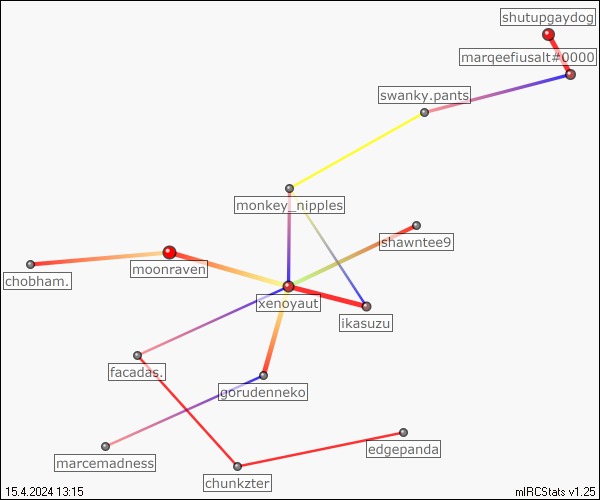 shutupgaydog
marqeefiusalt#0000
swanky.pants
monkey_nipples
shawntee9
moonraven
chobham.
xenoyaut
ikasuzu
facadas.
gorudenneko
edgepanda
marcemadness
chunkzter
15.4.2024 13:15
mIRCStats v1.25